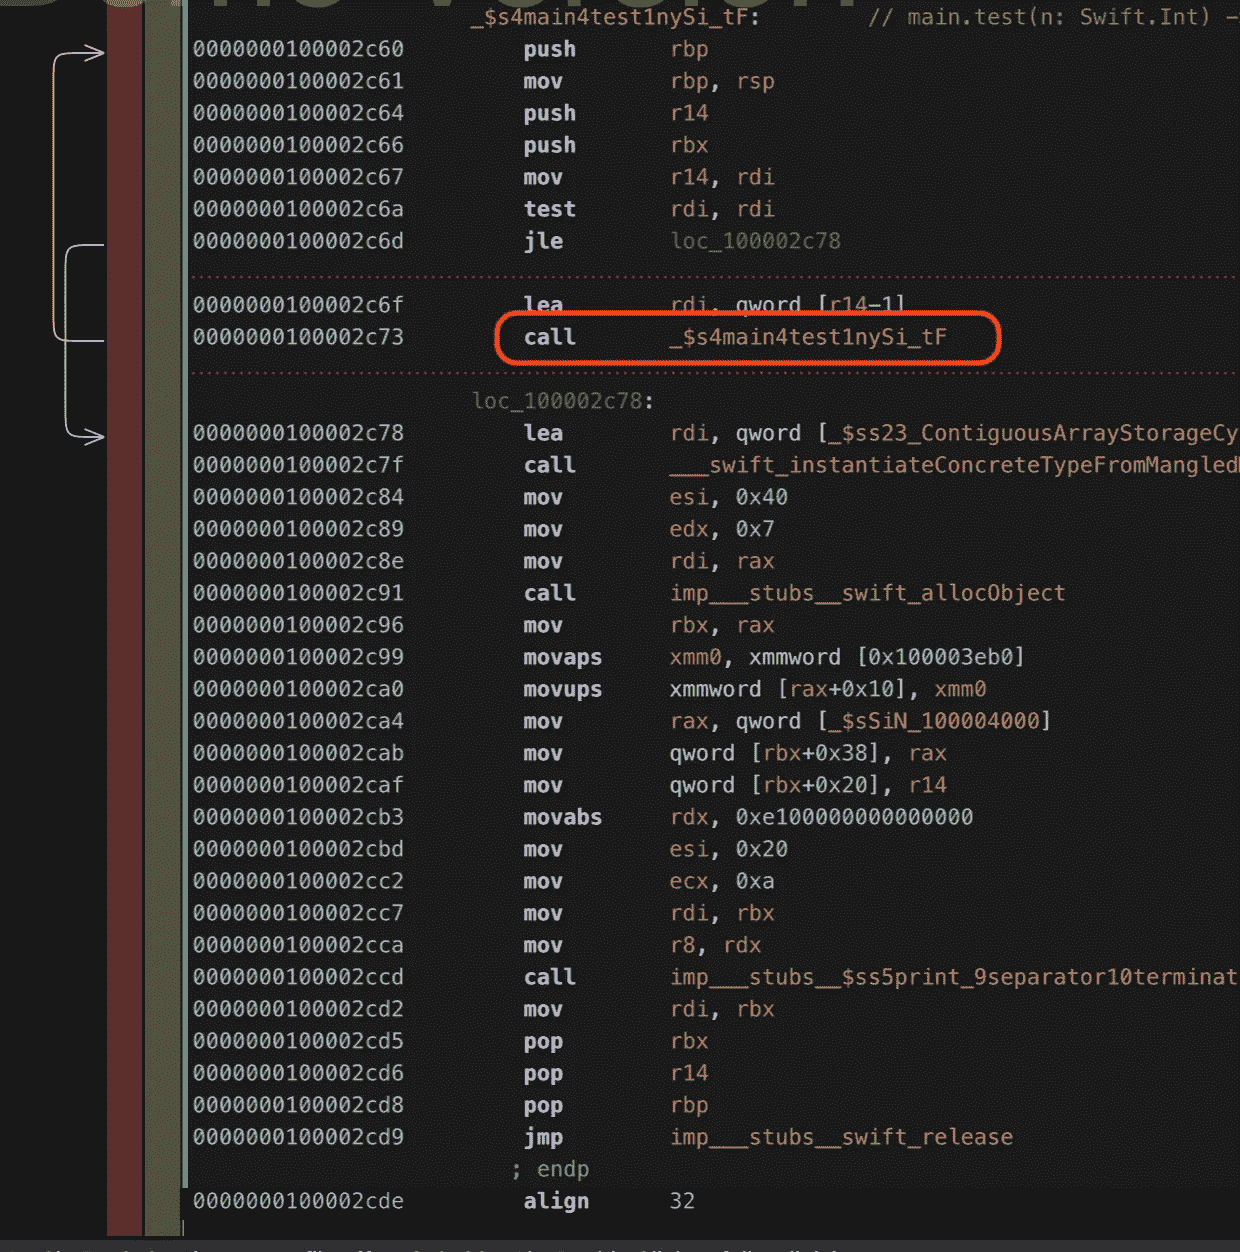 _$s4main4test1nySi_tF: // main.test(n: Swift.Int) -
0000000100002c60 push rbp
0000000100002c61 mov rbp, rsp
0000000100002c64 push r14
0000000100002c66 push rbx
0000000100002c67 mov r14, rdi
0000000100002c6a test rdi, rdi
0000000100002c6d jle loc_100002c78
0000000100002c6f lea rdi, qword [r14-1]
0000000100002c73 call _$s4main4test1nySi_tF
loc_100002c78:
0000000100002c78 lea rdi, qword [_$ss23_ContiguousArrayStorageCy
0000000100002c7f call ___swift_instantiateConcreteTypeFromMangled
0000000100002c84 mov esi, 0x40
0000000100002c89 mov edx, 0x7
0000000100002c8e mov rdi, rax
0000000100002c91 call imp___stubs__swift_allocObject
0000000100002c96 mov rbx, rax
0000000100002c99 movaps xmm0, xmmword [0x100003eb0]
0000000100002ca0 movups xmmword [rax+0x10], xmm0
0000000100002ca4 mov rax, qword [_$sSiN_100004000]
0000000100002cab mov qword [rbx+0x38], rax
0000000100002caf mov qword [rbx+0x20], r14
0000000100002cb3 movabs rdx, 0xe100000000000000
0000000100002cbd mov esi, 0x20
0000000100002cc2 mov ecx, 0xa
0000000100002cc7 mov rdi, rbx
0000000100002cca mov r8, rdx
0000000100002ccd call imp___stubs__$ss5print_9separator10terminat
0000000100002cd2 mov rdi, rbx
0000000100002cd5 pop rbx
0000000100002cd6 pop r14
0000000100002cd8 pop rbp
0000000100002cd9 jmp imp___stubs__swift_release
; endp
0000000100002cde align 32